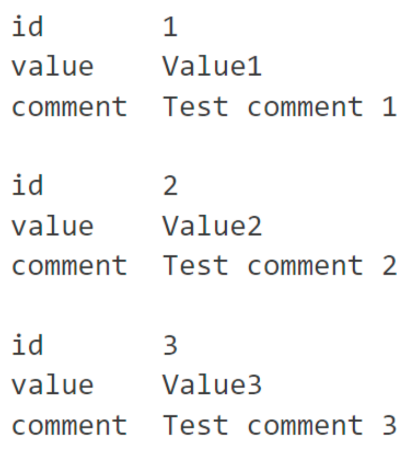 id       1
value    Value1
comment  Test comment 1
id       2
value    Value2
comment  Test comment 2
id       3
value    Value3
comment  Test comment 3